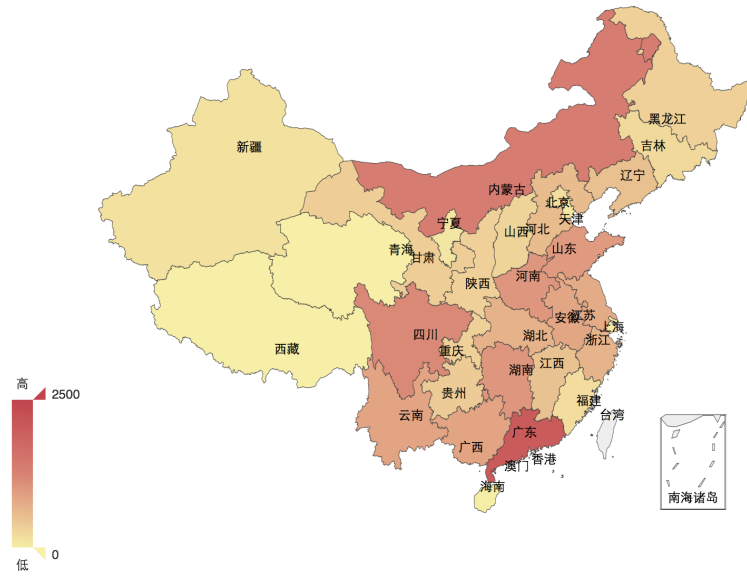 黑龙江
新疆
吉林
辽宁
内蒙古
北京
天津
宁夏
河北
山西
青海
山东
甘肃
河南
陕西
江苏
安徽
上海
四川
湖北
浙江
西藏
重庆
江西
湖南
高
2500
贵州
福建
云南
台湾
广东
广西
香港
澳门
海南
南海诸岛
0
低